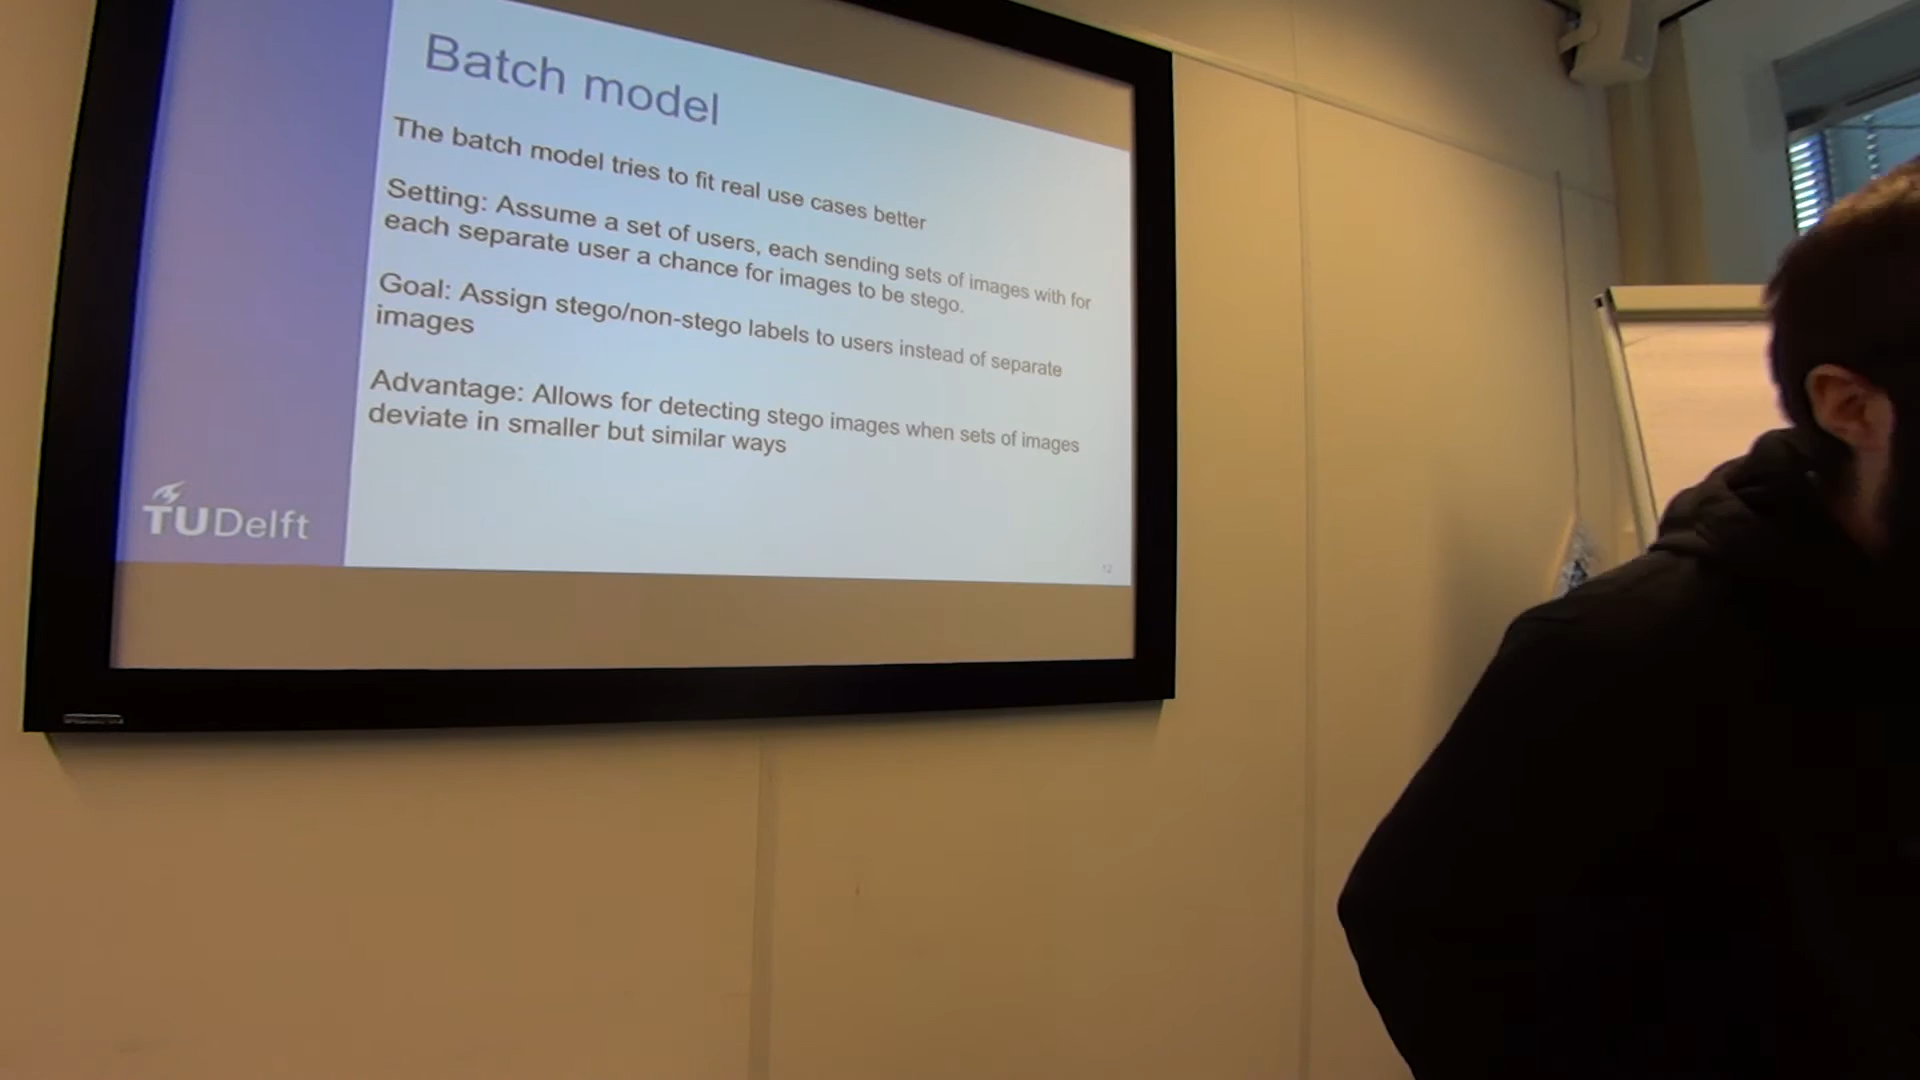 Batch model
The batch model tries to fit real use cases better
Setting: Assume a set of users, each sending sets of images with for
each separate user a chance for images to be stego.
Goal: Assign stego/non-stego labels to users instead of separate
images
Advantage: Allows for detecting stego images when sets of images
deviate in smaller but similar ways
TUDelft
12